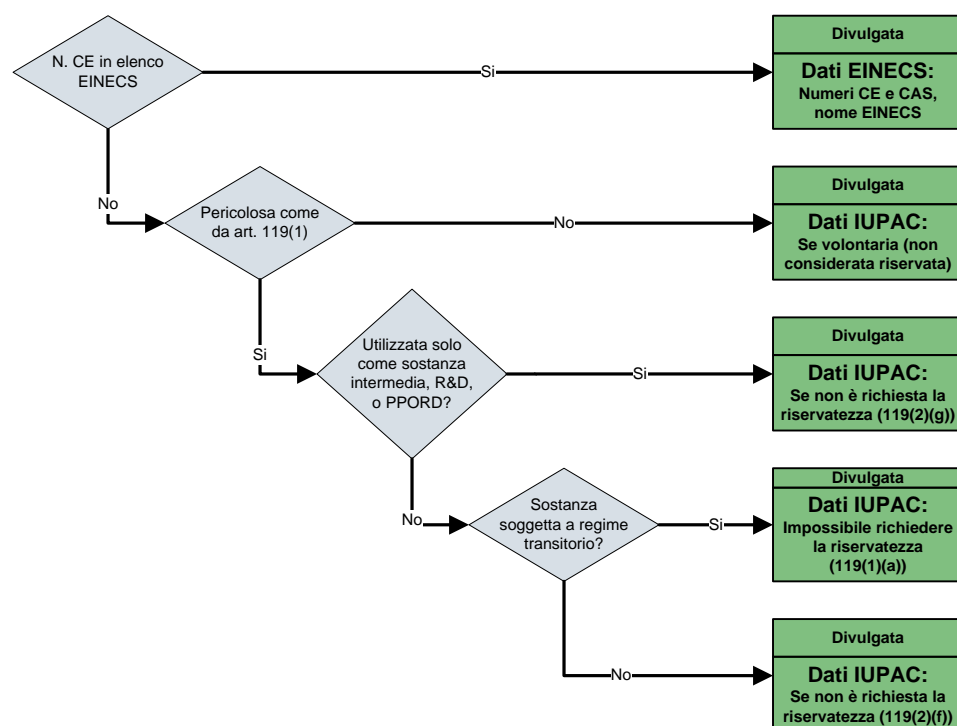 N. CE in elenco
EINECS
Si
Divulgata
Dati EINECS:
Numeri CE e CAS,
nome EINECS
No
Pericolosa come
da art. 119(1)
No
Divulgata
Dati IUPAC:
Se volontaria (non
considerata riservata)
Si
Utilizzata solo
come sostanza
intermedia, R&D,
o PPORD?
Si
Divulgata
Dati IUPAC:
Se non è richiesta la
riservatezza (119(2)(g))
No
Sostanza
soggetta a regime
transitorio?
Si
Divulgata
Dati IUPAC:
Impossibile richiedere
la riservatezza
(119(1)(a))
No
Divulgata
Dati IUPAC:
Se non è richiesta la
riservatezza (119(2)(f))